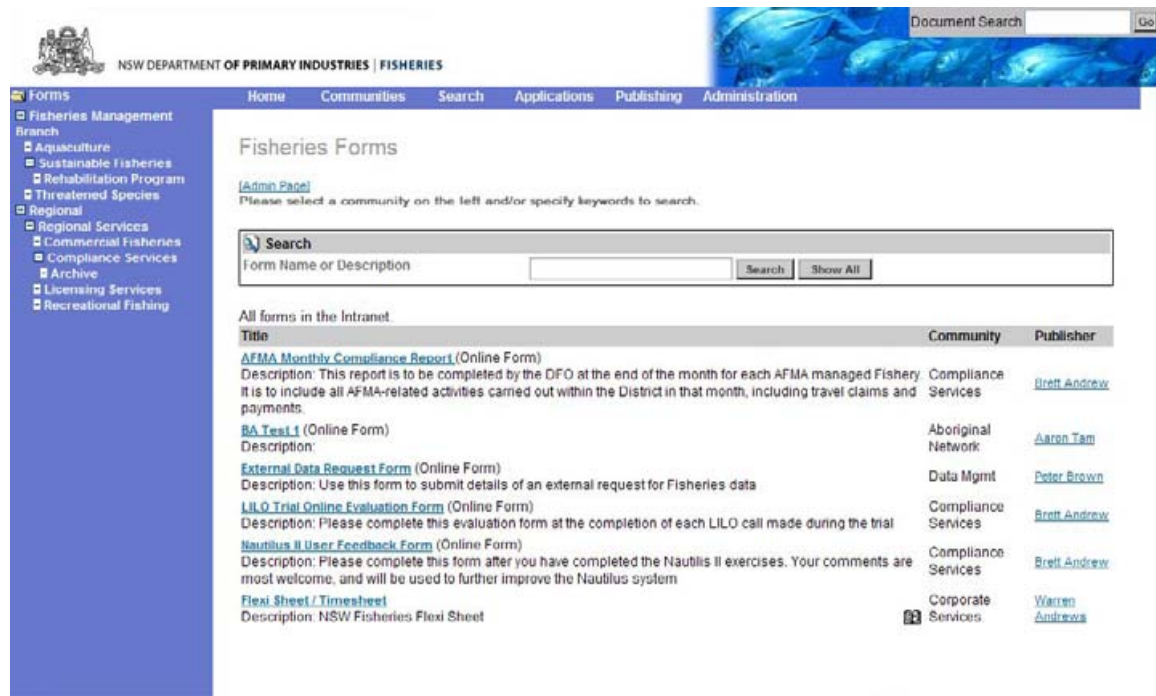 Document Search
Go
NSW DEPARTMENT OF PRIMARY INDUSTRIES | FISHERIES
Forms
Home Communities Search Applications Publishing Administration
Fisheries Management
Branch
Aquaculture
Sustainable Fisheries
Rehabilitation Program
Threatened Species
Regional
Regional Services
Commercial Fisheries
Compliance Services
Archive
Licensing Services
Recreational Fishing
Fisheries Forms
[Admin Page]
Please select a community on the left and/or specify keywords to search.
Search
Form Name or Description
Search Show All
All forms in the Intranet.
Title Community Publisher
AFMA Monthly Compliance Report (Online Form)
Description: This report is to be completed by the DFO at the end of the month for each AFMA managed Fishery.
It is to include all AFMA-related activities carried out within the District in that month, including travel claims and
payments.
Compliance
Services
Brett Andrew
BA Test 1 (Online Form)
Description:
Aboriginal
Network
Aaron Tam
External Data Request Form (Online Form)
Description: Use this form to submit details of an external request for Fisheries data
Data Mgmt
Peter Brown
LILO Trial Online Evaluation Form (Online Form)
Description: Please complete this evaluation form at the completion of each LILO call made during the trial
Compliance
Services
Brett Andrew
Nautilus II User Feedback Form (Online Form)
Description: Please complete this form after you have completed the Nautilis II exercises. Your comments are
most welcome, and will be used to further improve the Nautilus system
Compliance
Services
Brett Andrew
Flexi Sheet / Timesheet
Description: NSW Fisheries Flexi Sheet
Corporate
Services
Warren
Andrews